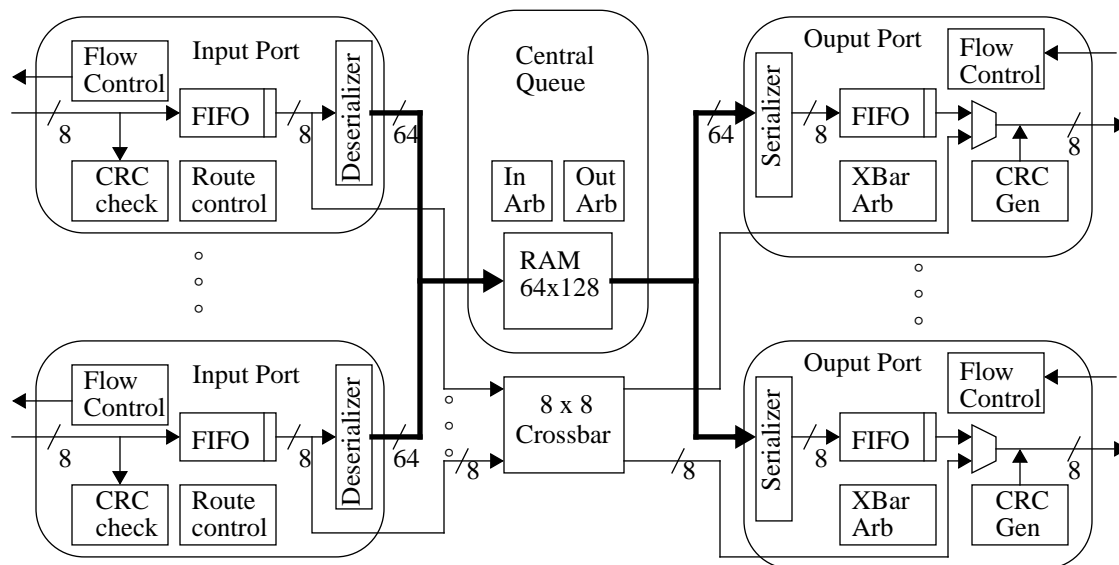 Input Port
Flow
Control
8
FIFO
8
Deserializer
64
CRC
check
Route
control
Central
Queue
In
Arb
Out
Arb
RAM
64x128
Ouput Port
Flow
Control
64
Serializer
8
FIFO
8
XBar
Arb
CRC
Gen
Input Port
Flow
Control
8
FIFO
8
Deserializer
64
CRC
check
Route
control
8 x 8
Crossbar
8
8
Ouput Port
Flow
Control
Serializer
8
FIFO
8
XBar
Arb
CRC
Gen